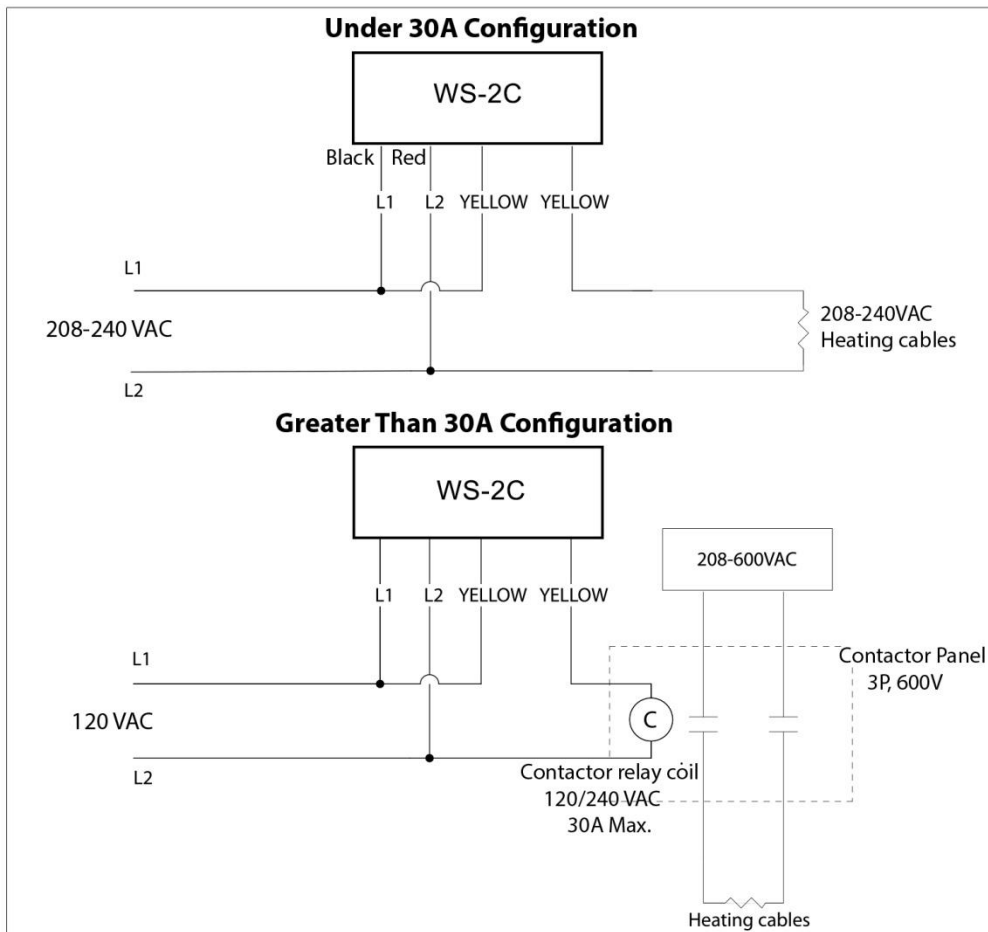 Under 30A Configuration
WS-2C
Black Red
L1 L2 YELLOW YELLOW
L1
208-240 VAC
L2
208-240VAC
Heating cables
Greater Than 30A Configuration
WS-2C
208-600VAC
L1 L2 YELLOW YELLOW
L1
120 VAC
L2
Contactor Panel
3P, 600V
C
Contactor relay coil
120/240 VAC
30A Max.
Heating cables